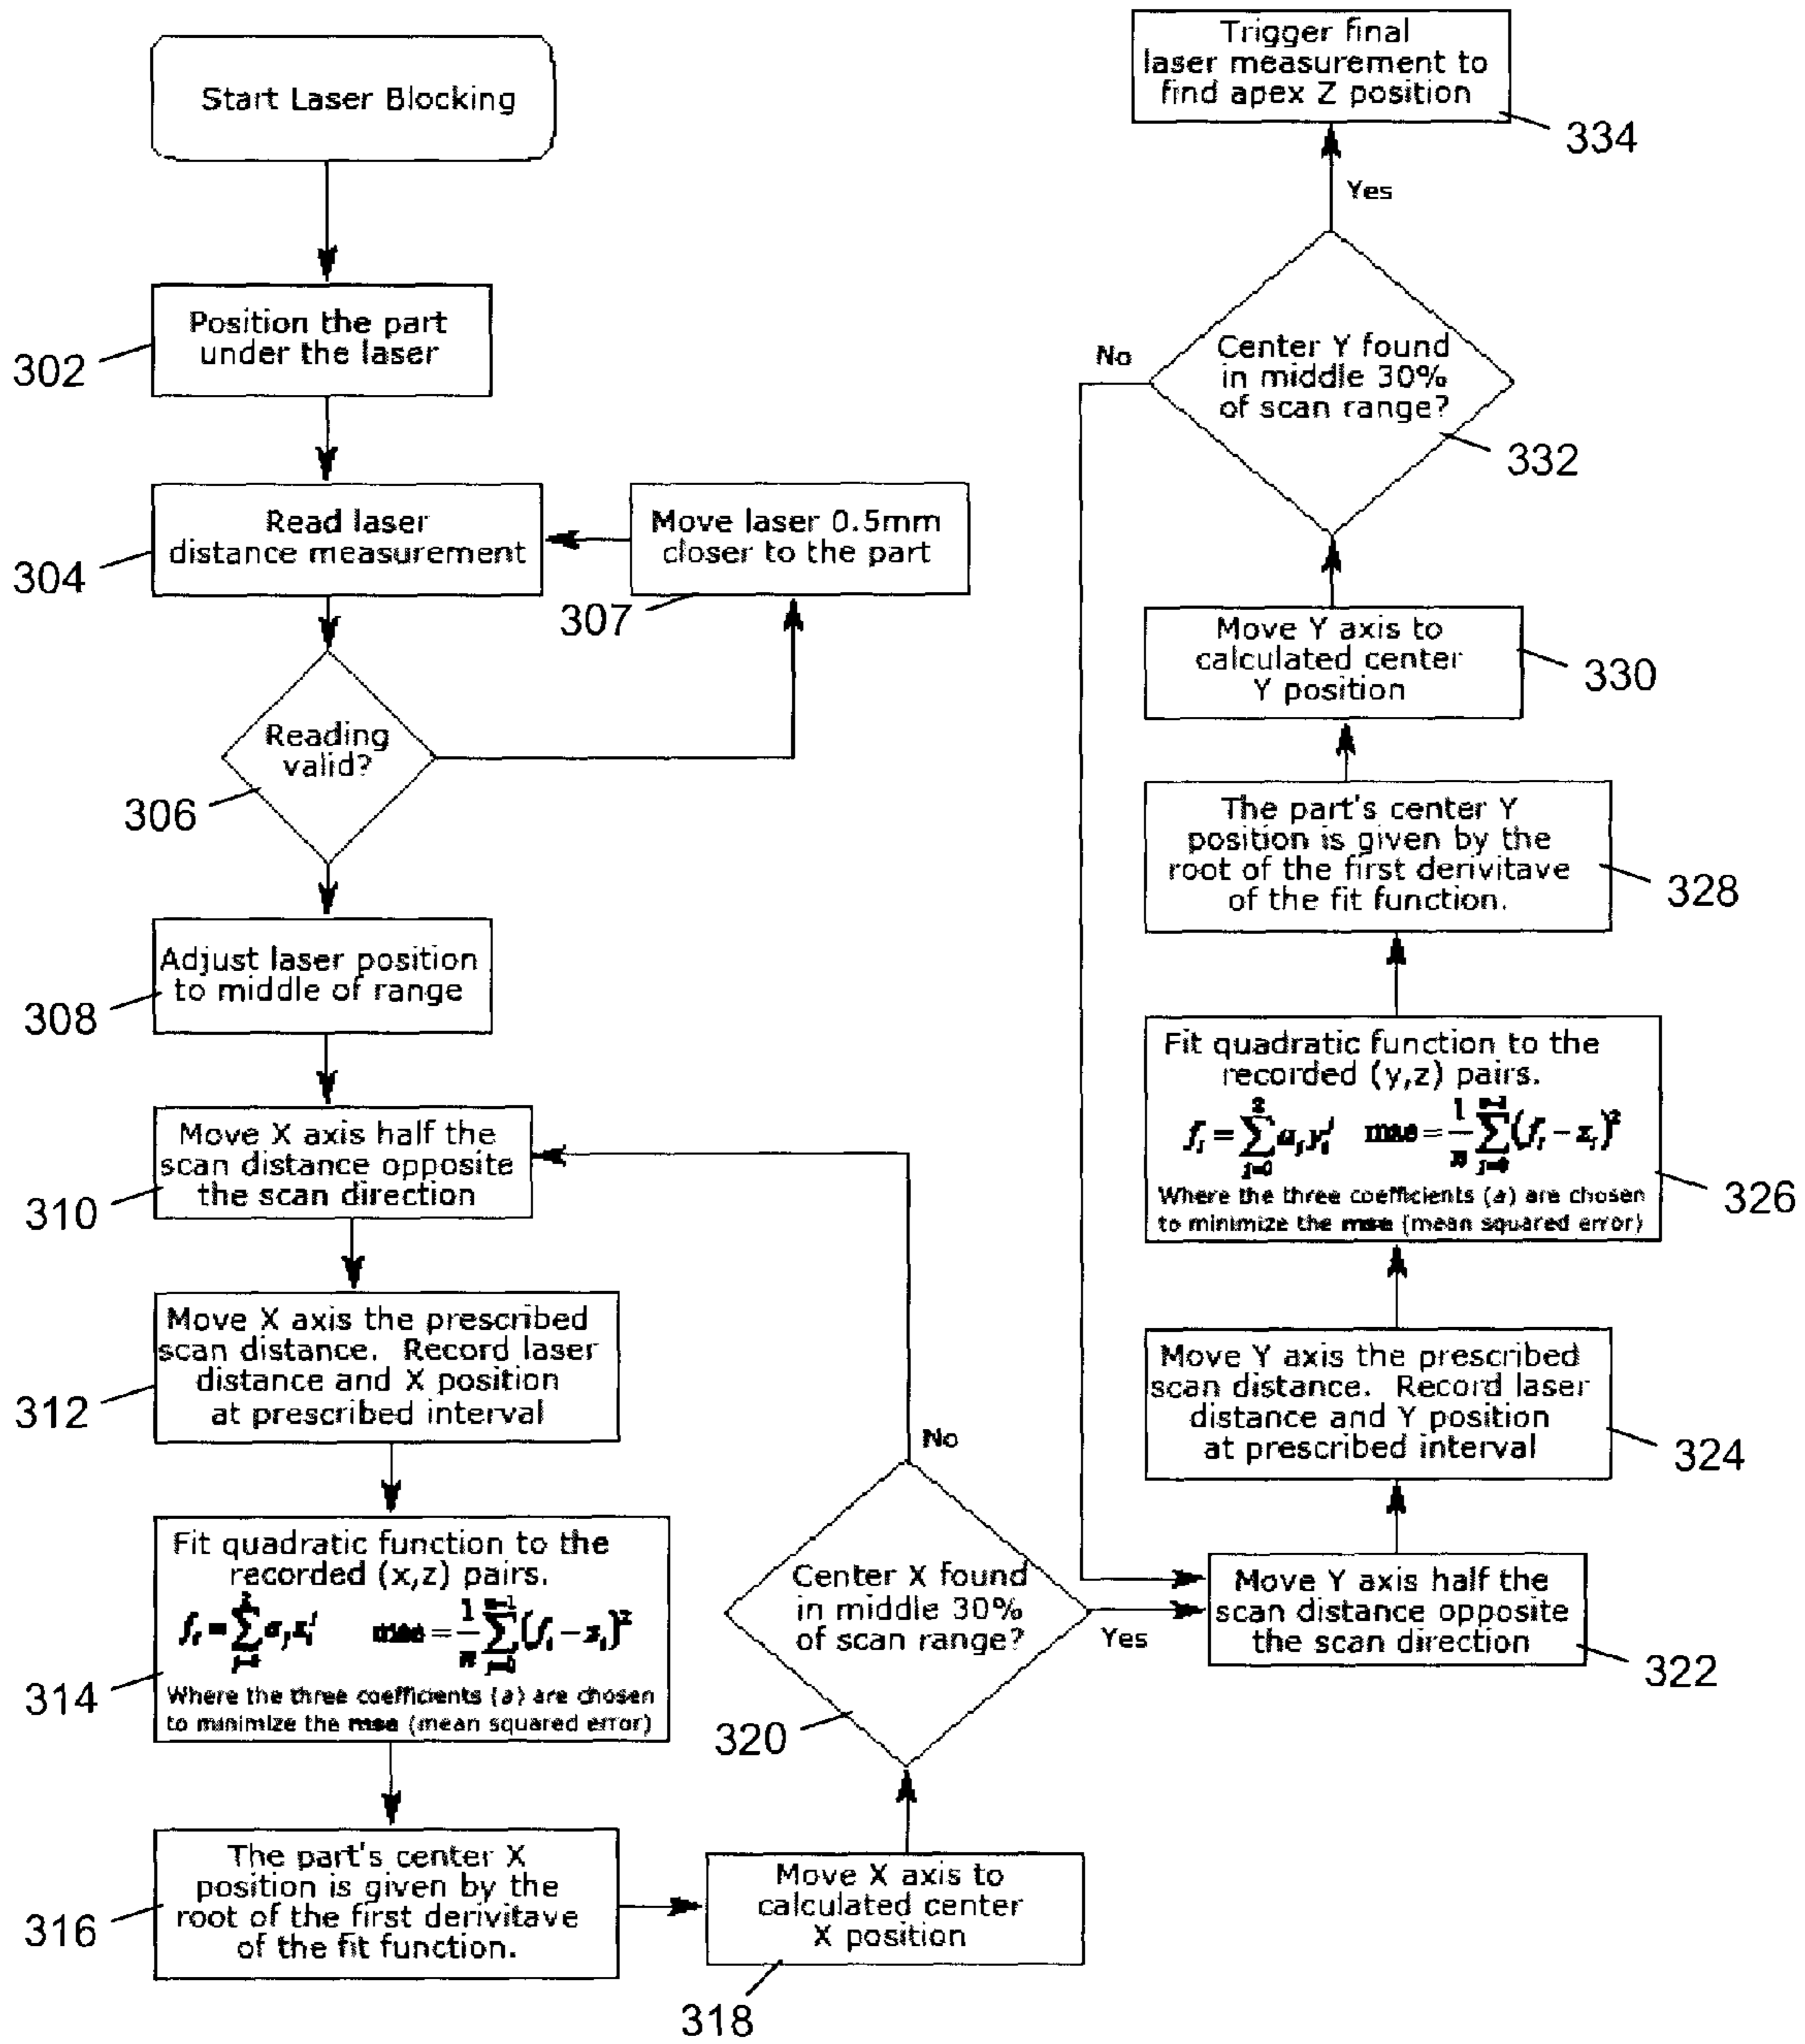 Start Laser Blocking
Position the part
under the laser
302
Read laser
distance measurement
304
Move laser 0.5mm
closer to the part
307
Reading
valid?
306
Adjust laser position
to middle of range
308
Move X axis half the
scan distance opposite
the scan direction
310
Move X axis the prescribed
scan distance. Record laser
distance and X position
at prescribed interval
312
Fit quadratic function to the
recorded (x,z) pairs.
Where the three coefficients (a) are chosen
to minimize the mse (mean squared error)
314
The part's center X
position is given by the
root of the first derivitave
of the fit function.
316
Move X axis to
calculated center
X position
318
Center X found
in middle 30%
of scan range?
320
No
Yes
Move Y axis half the
scan distance opposite
the scan direction
322
Move Y axis the prescribed
scan distance. Record laser
distance and Y position
at prescribed interval
324
Fit quadratic function to the
recorded (y,z) pairs.
Where the three coefficients (a) are chosen
to minimize the mse (mean squared error)
326
The part's center Y
position is given by the
root of the first derivitave
of the fit function.
328
Move Y axis to
calculated center
Y position
330
Center Y found
in middle 30%
of scan range?
332
No
Yes
Trigger final
laser measurement to
find apex Z position
334